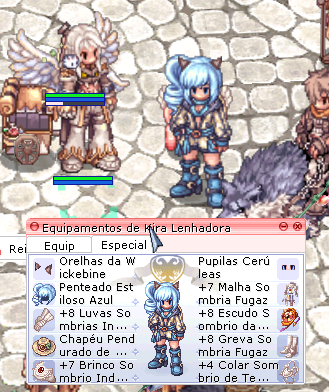 Equipamentos de Kira Lenhadora
Rei
Equip
Especial
Orelhas da W
ickebine
Pupilas Cerú
leas
Penteado Est
iloso Azul
+7 Malha So
mbria Fugaz
+8 Luvas So
mbrias In...
+8 Escudo S
ombrio da...
Chapéu Pend
urado de ...
+8 Greva So
mbria Fugaz
+7 Brinco So
mbrio Ind...
+4 Colar Som
brio de Te...